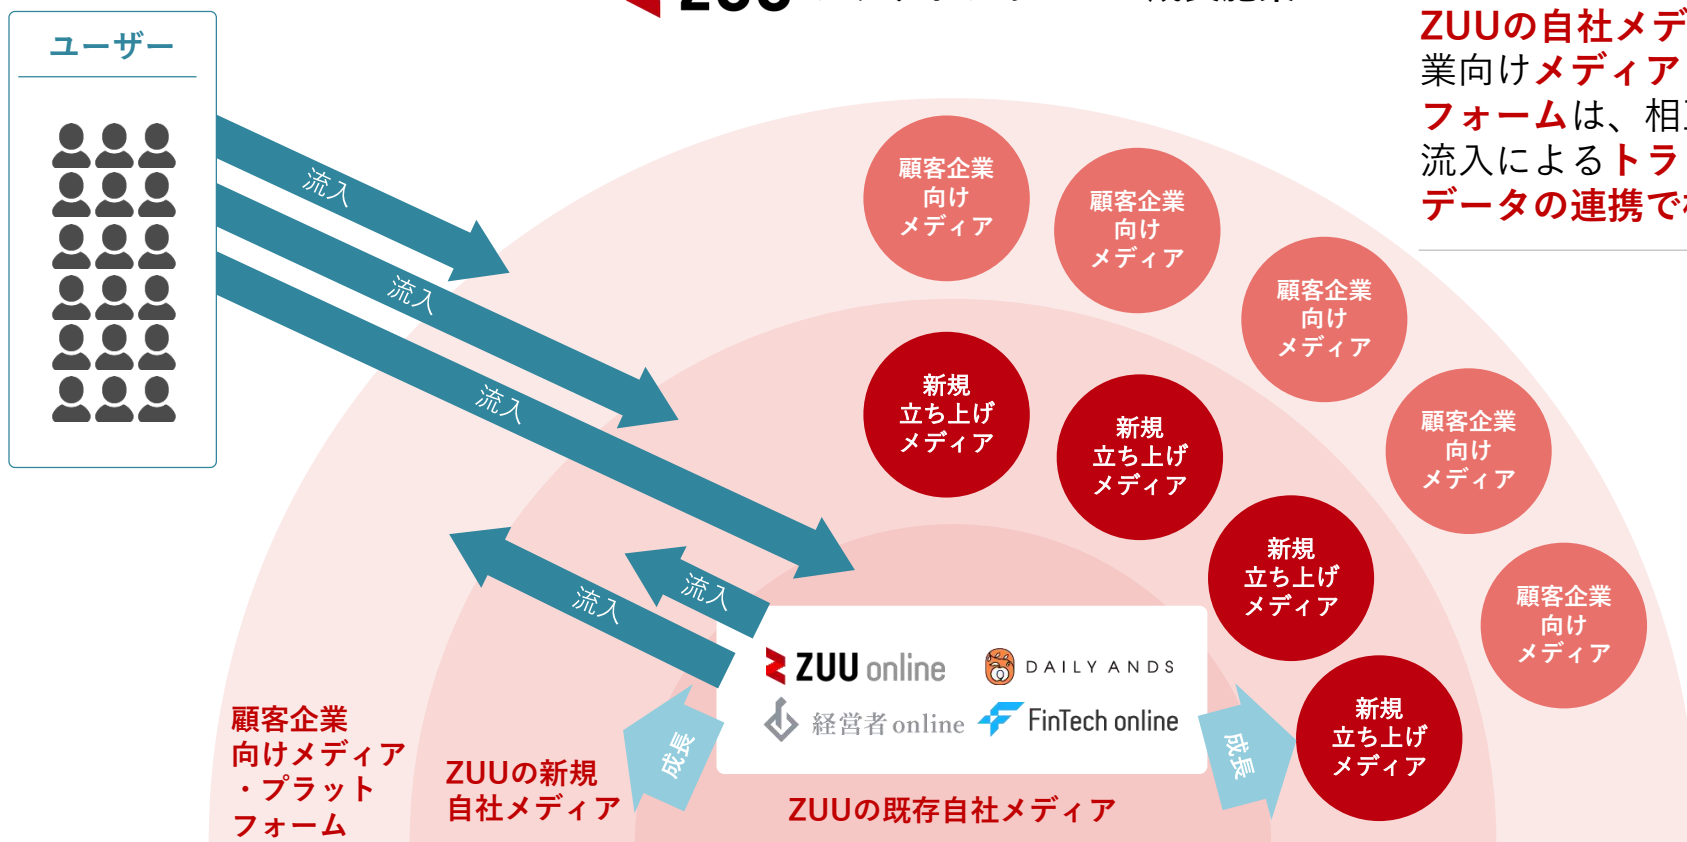 ZUU
ZUUの自社メデ
業向けメディア
フォームは、相
流入によるトラ
データの連携で
ユーザー
流入
流入
流入
流入
流入
顧客企業
向け
メディア
顧客企業
向け
メディア
顧客企業
向け
メディア
顧客企業
向け
メディア
顧客企業
向け
メディア
新規
立ち上げ
メディア
新規
立ち上げ
メディア
新規
立ち上げ
メディア
新規
立ち上げ
メディア
ZUU online
DAILY ANDS
経営者 online
FinTech online
成長
成長
顧客企業
向けメディア
・プラット
フォーム
ZUUの新規
自社メディア
ZUUの既存自社メディア